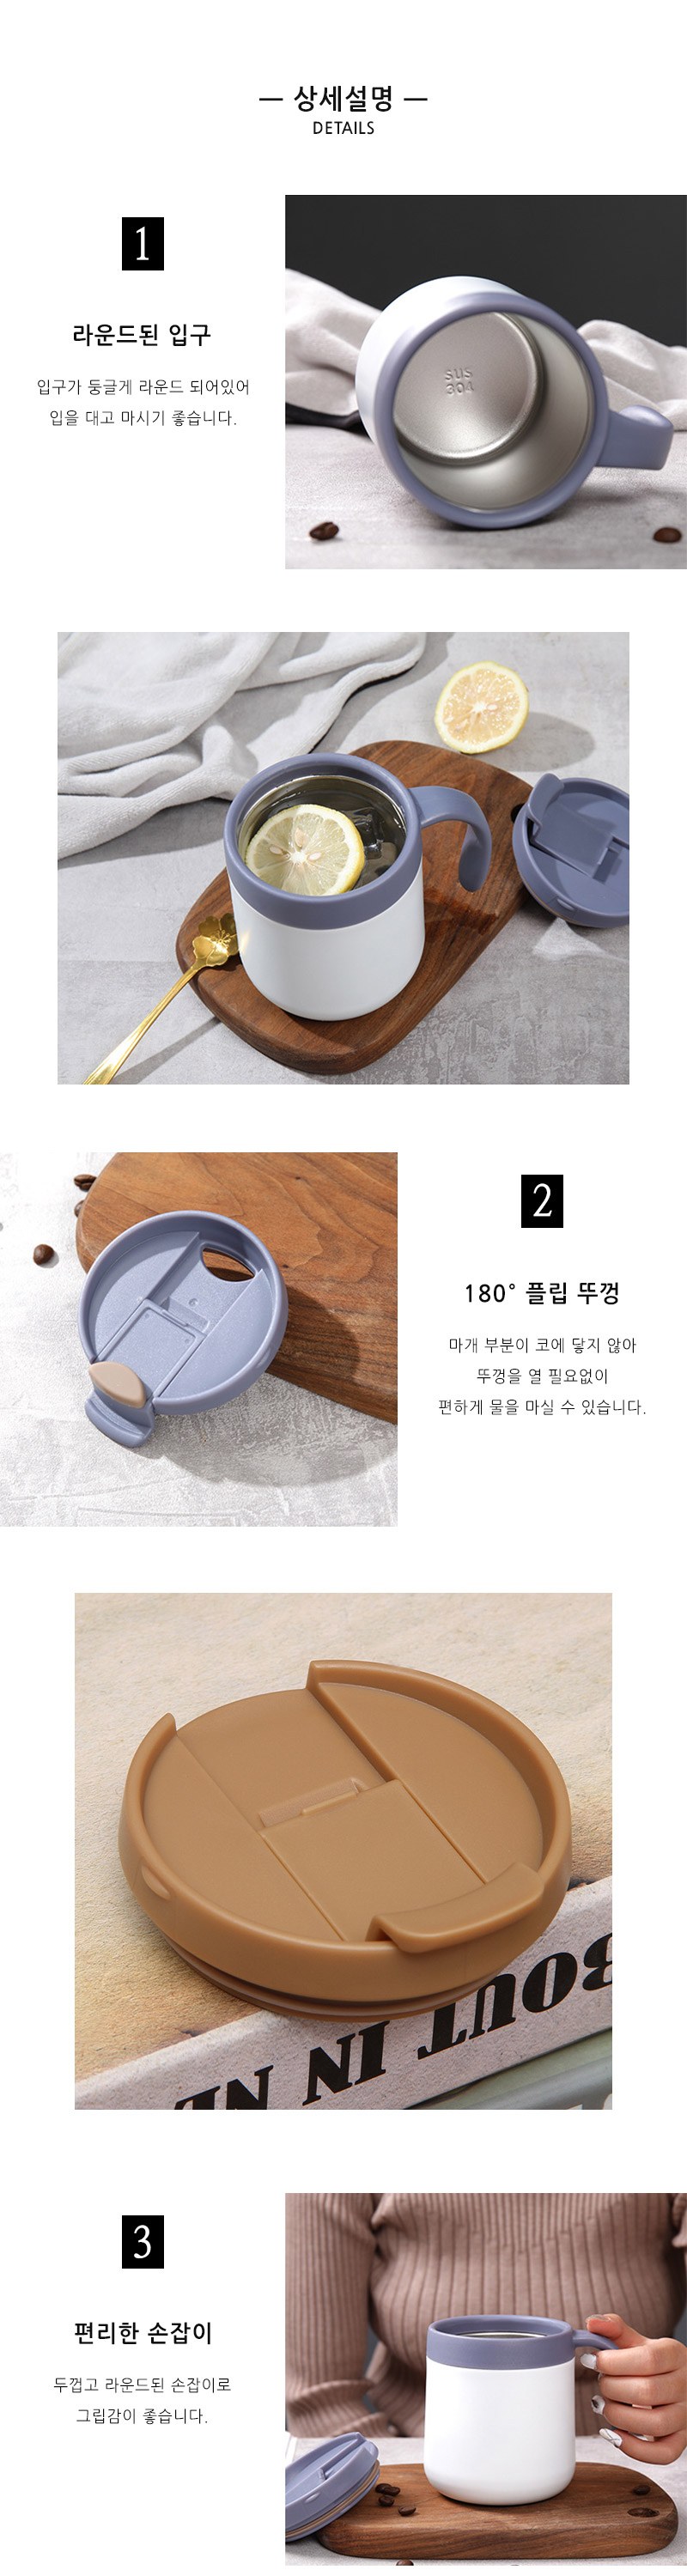 — 상세설명 —
DETAILS
1
라운드된 입구
입구가 둥글게 라운드 되어있어
입을 대고 마시기 좋습니다.
SUS
304
2
180° 플립 뚜껑
마개 부분이 코에 닿지 않아
뚜껑을 열 필요없이
편하게 물을 마실 수 있습니다.
BOUT IN
3
편리한 손잡이
두껍고 라운드된 손잡이로
그립감이 좋습니다.